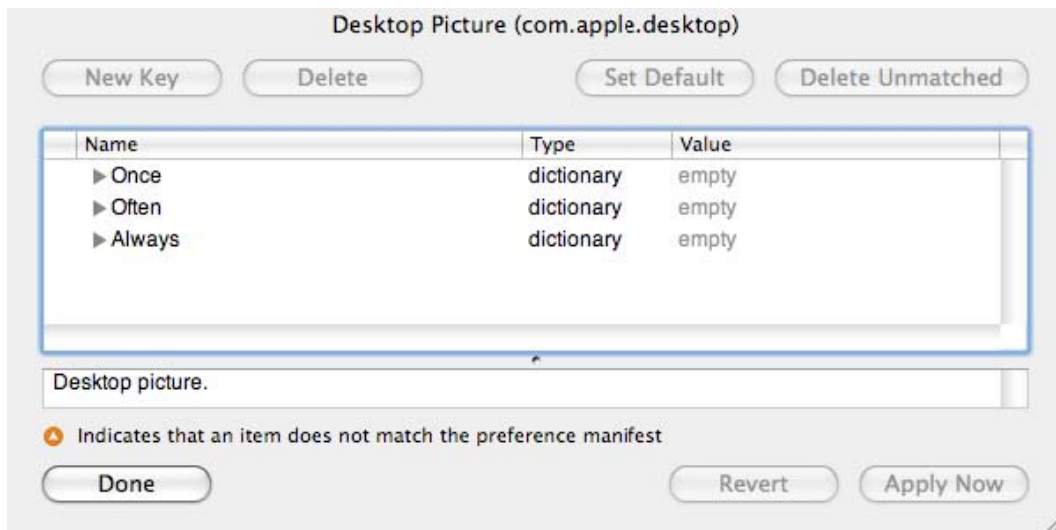 Desktop Picture (com.apple.desktop)
New Key Delete Set Default Delete Unmatched
Name Type Value
Once dictionary empty
Often dictionary empty
Always dictionary empty
Desktop picture.
Indicates that an item does not match the preference manifest
Done Revert Apply Now